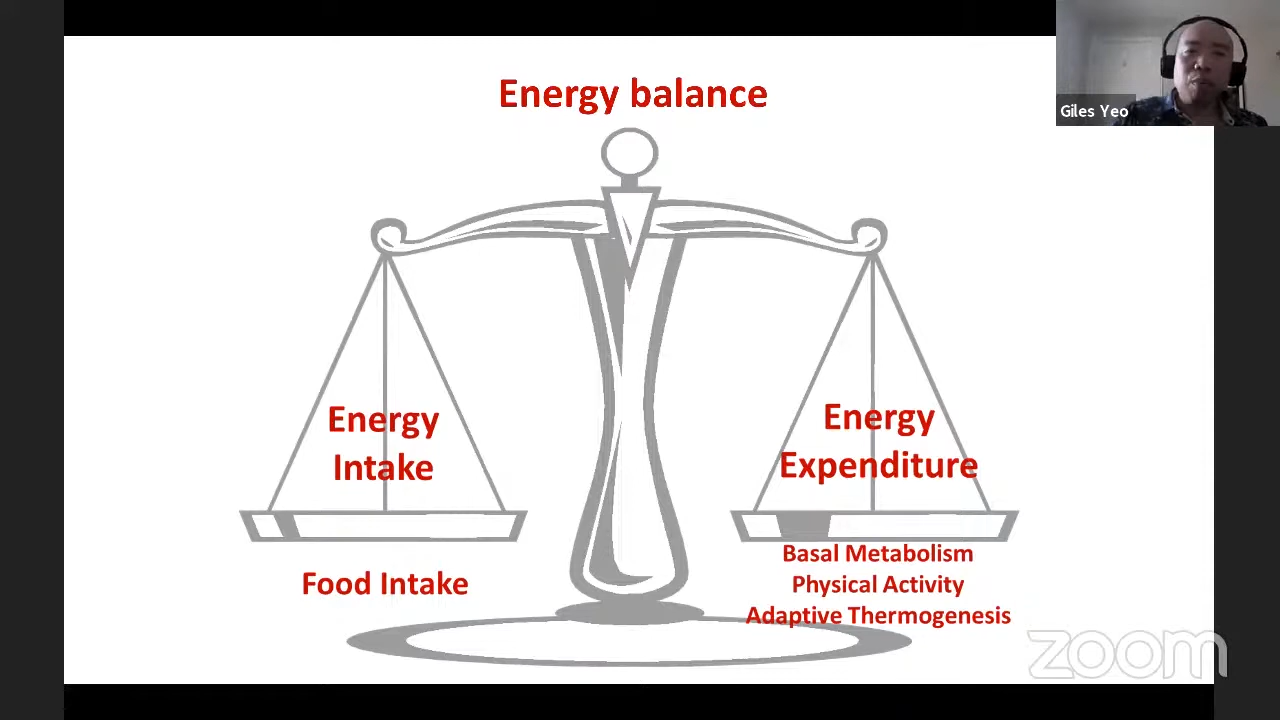 Energy balance
Giles Yeo
Energy
Intake
Energy
Expenditure
Food Intake
Basal Metabolism
Physical Activity
Adaptive Thermogenesis
zoom